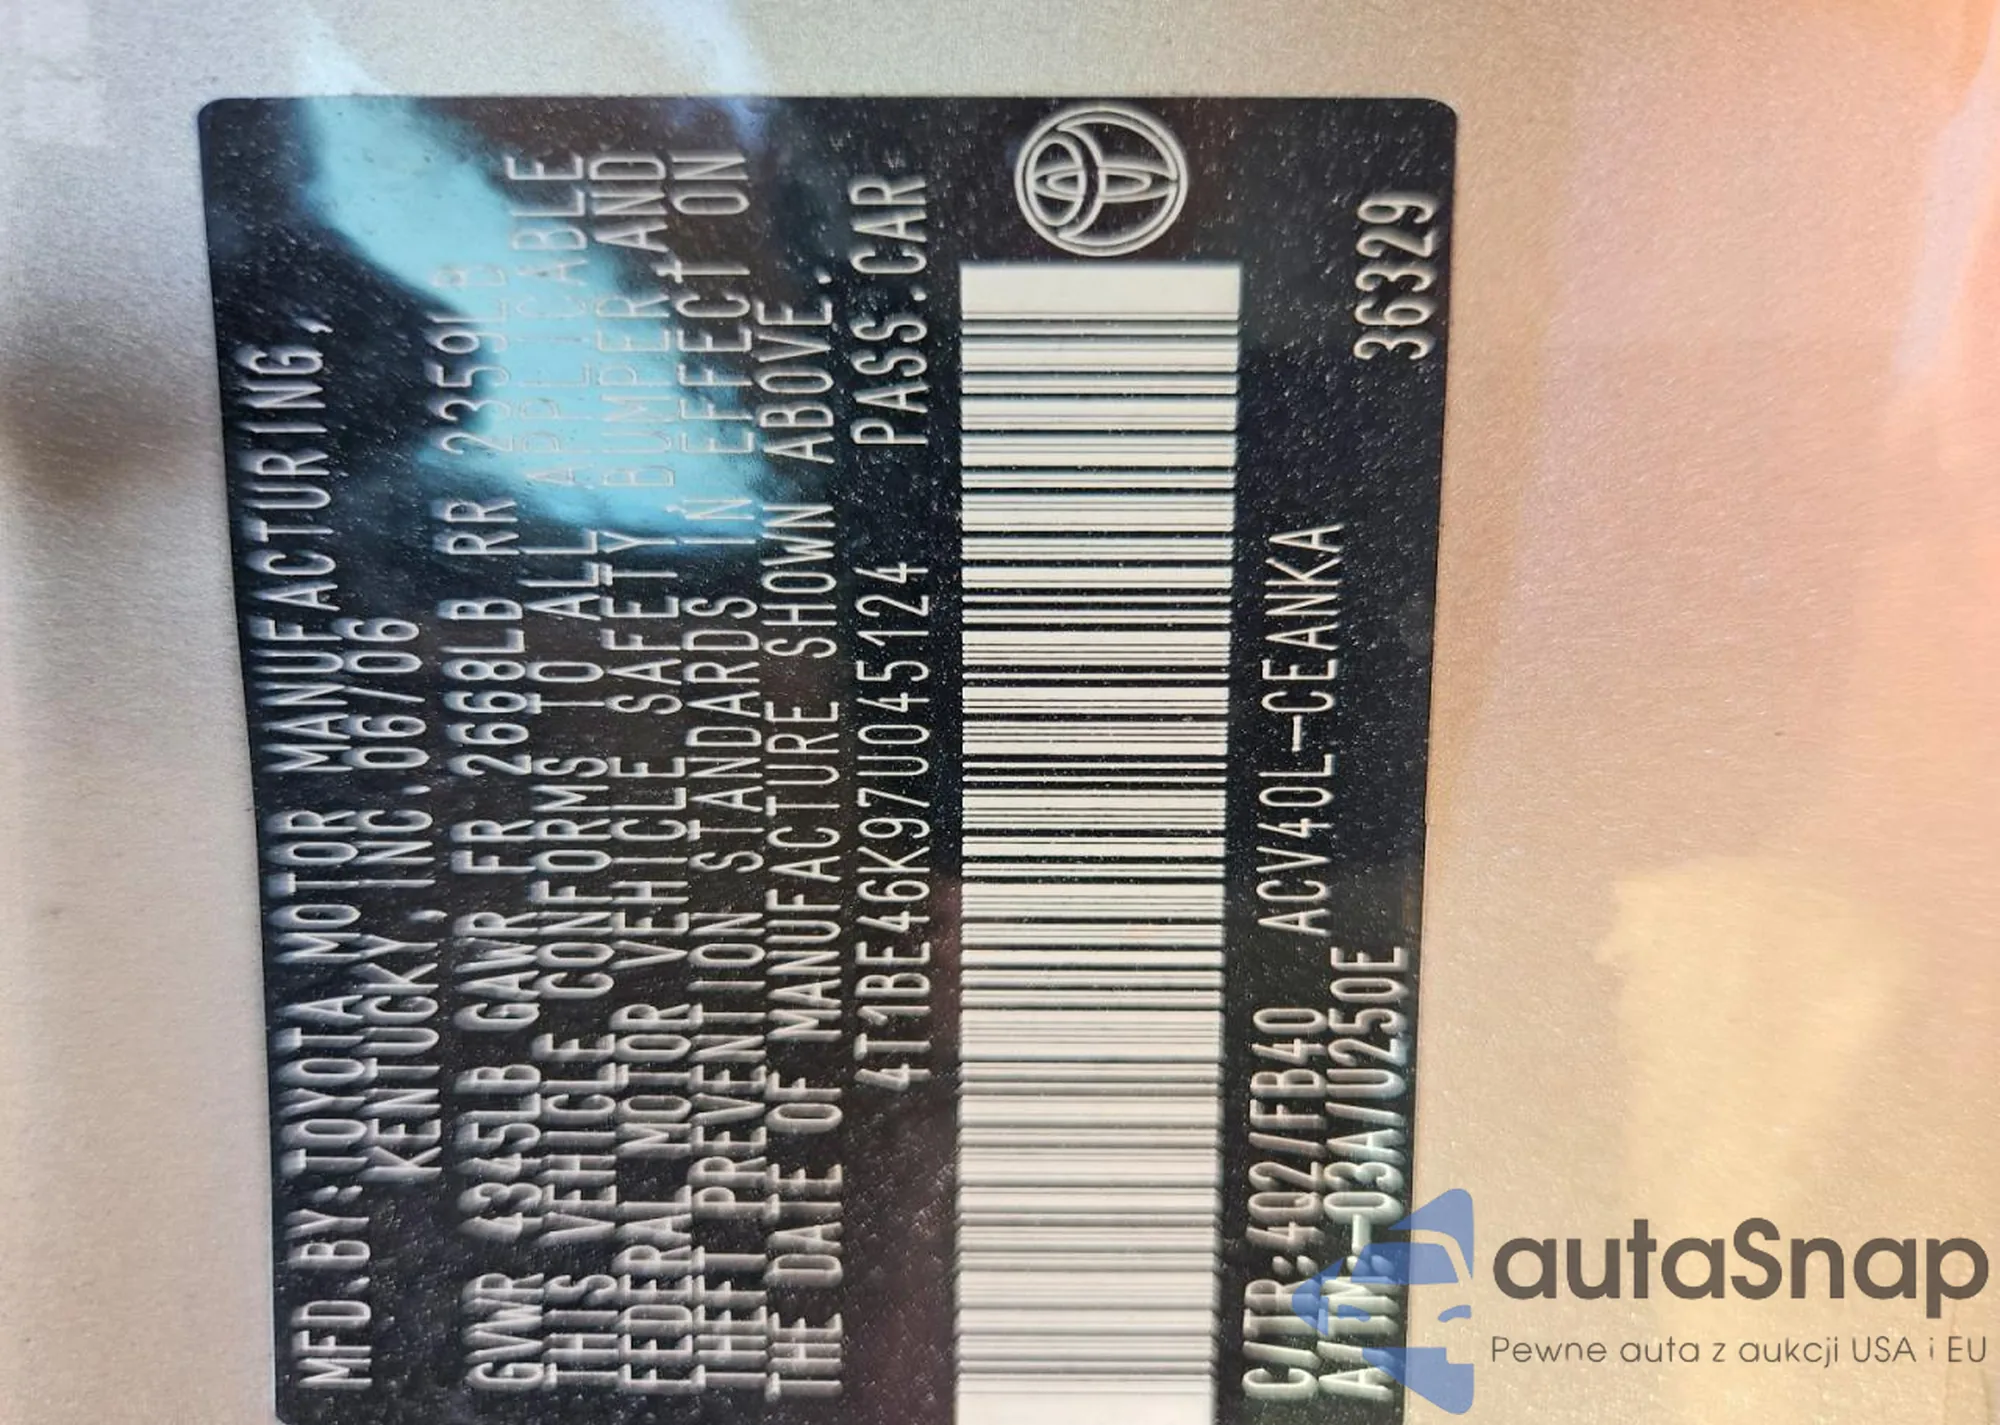 MFD.BY:TOYOTA MOTOR MANUFACTURING,
KENTUCKY,INC. 06/06
GVWR 4345LB GAWR FR 2668LB RR 2359LB
THIS VEHICLE CONFORMS TO ALL APPLICABLE
FEDERAL MOTOR VEHICLE SAFETY BUMPER AND
THEFT PREVENTION STANDARDS IN EFFECT ON
THE DATE OF MANUFACTURE SHOWN ABOVE.
4T1BE46K97U045124 PASS.CAR
C/TR:402/FB40 ACV40L-CEANKA
A/TM:-03A/U250E
36329
autaSnap
Pewne auta z aukcji USA i EU